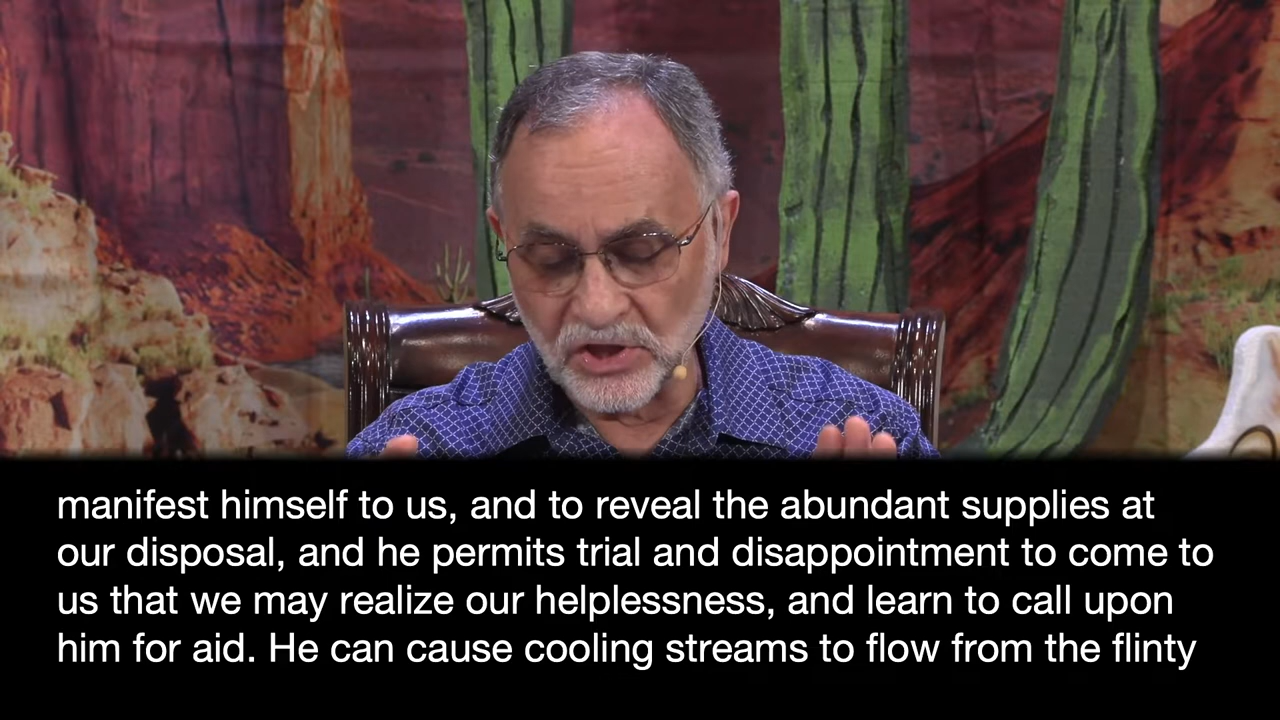 manifest himself to us, and to reveal the abundant supplies at
our disposal, and he permits trial and disappointment to come to
us that we may realize our helplessness, and learn to call upon
him for aid. He can cause cooling streams to flow from the flinty